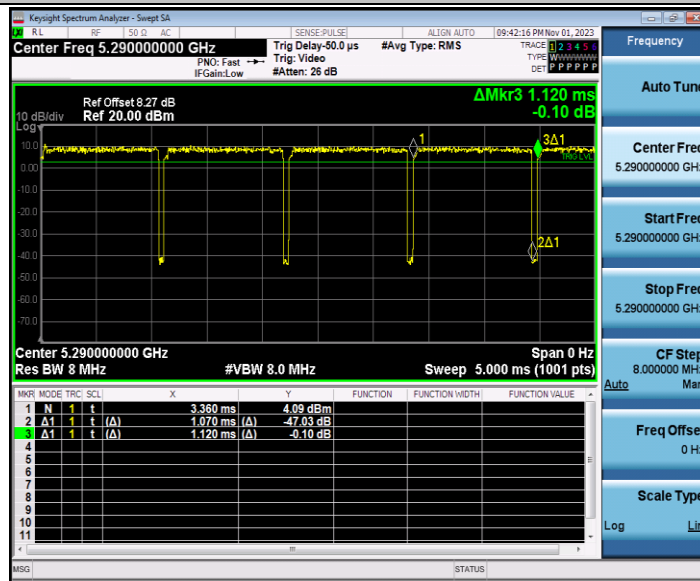 Keysight Spectrum Analyzer - Swept SA
RL RF 50 Ω AC SENSE:PULSE ALIGN AUTO 09:42:16 PM Nov 01, 2023
Center Freq 5.290000000 GHz
PNO: Fast
IFGain:Low
Trig Delay-50.0 µs
Trig: Video
#Atten: 26 dB
#Avg Type: RMS
TRACE 1 2 3 4 5 6
TYPE WWWWWW
DET P P P P P P
ΔMkr3 1.120 ms
-0.10 dB
Ref Offset 8.27 dB
10 dB/div Ref 20.00 dBm
Log
10.0
0.00
-10.0
-20.0
-30.0
-40.0
-50.0
-60.0
-70.0
1
3Δ1
TRIG LVL
2Δ1
Center 5.290000000 GHz Span 0 Hz
Res BW 8 MHz #VBW 8.0 MHz Sweep 5.000 ms (1001 pts)
MKR MODE TRC SCL X Y FUNCTION FUNCTION WIDTH FUNCTION VALUE
1 N 1 t 3.360 ms 4.09 dBm
2 Δ1 1 t (Δ) 1.070 ms (Δ) -47.03 dB
3 Δ1 1 t (Δ) 1.120 ms (Δ) -0.10 dB
4
5
6
7
8
9
10
11
MSG STATUS
Frequency
Auto Tune
Center Freq
5.290000000 GHz
Start Freq
5.290000000 GHz
Stop Freq
5.290000000 GHz
CF Step
8.000000 MHz
Auto Man
Freq Offset
0 Hz
Scale Type
Log Lin